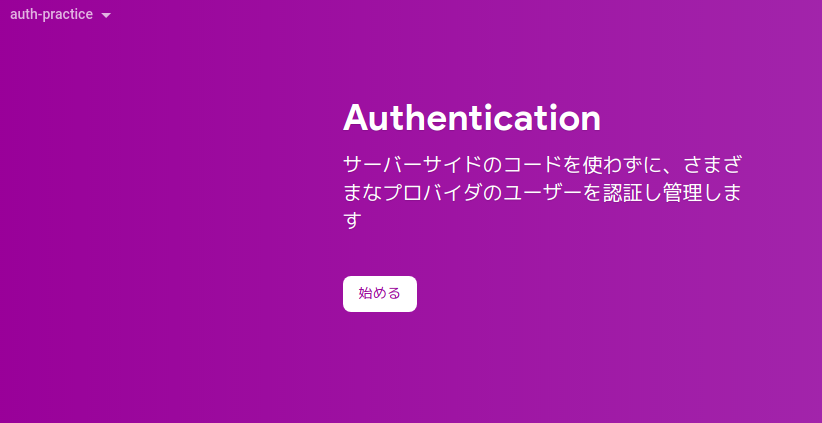 auth-practice
Authentication
サーバーサイドのコードを使わずに、さまざ
まなプロバイダのユーザーを認証し管理しま
す
始める